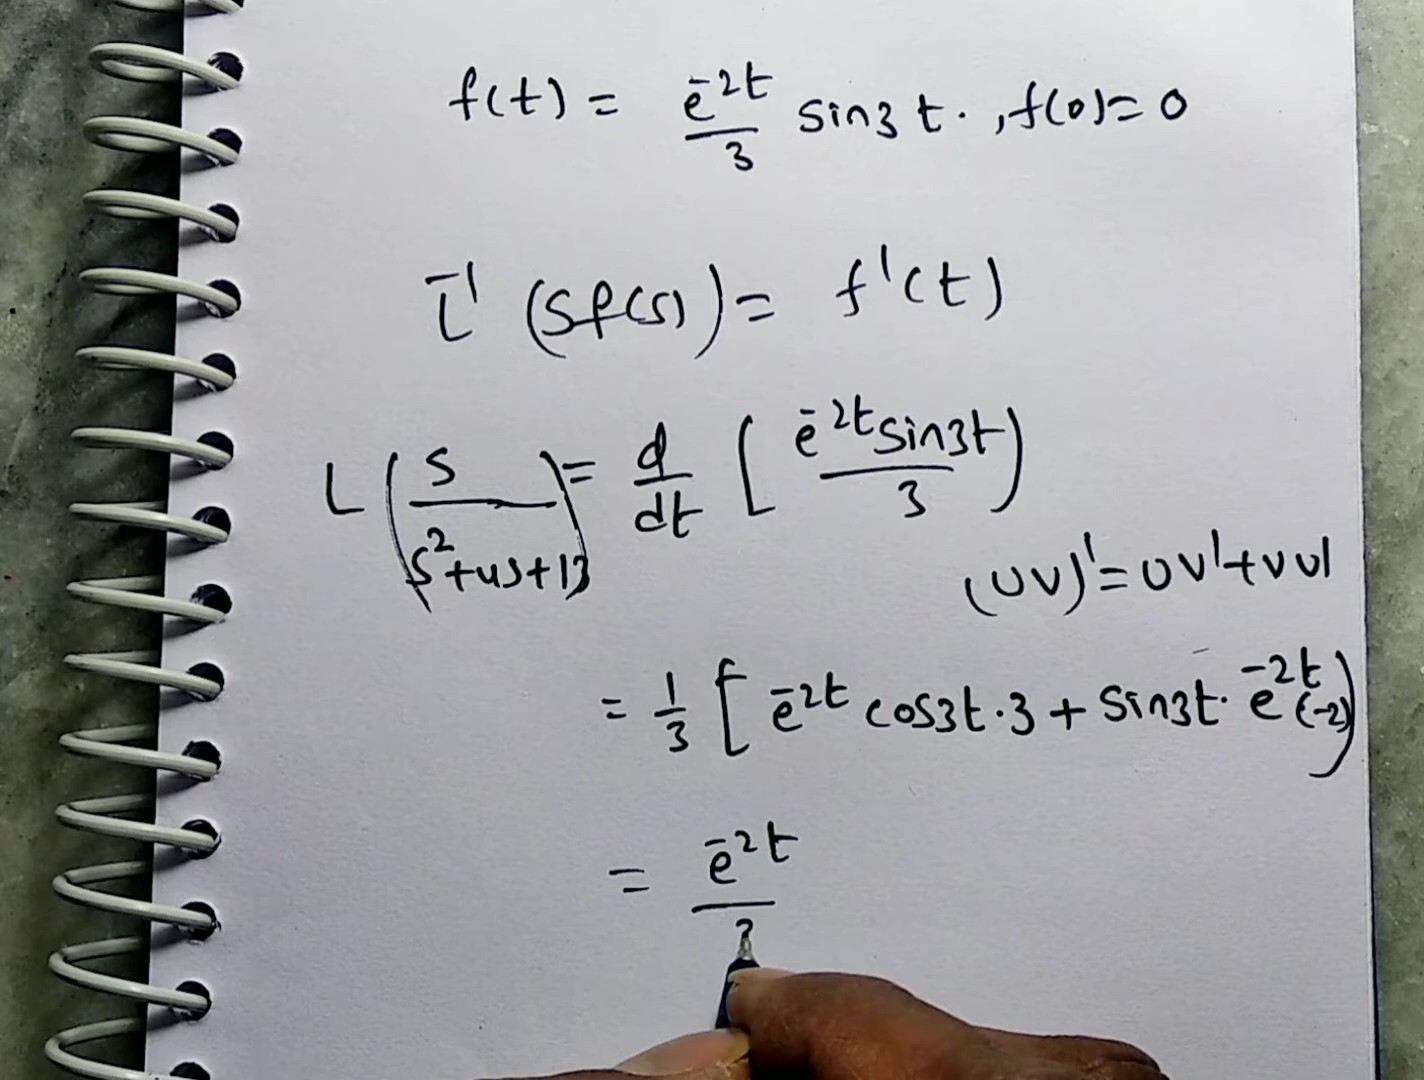 f(t) = e^-2t/3 sin3t. , f(0) = 0
L^-1 (sf(s)) = f'(t)
L (s/(s^2+4s+13)) = d/dt [e^-2t sin3t/3)
(uv)' = uv' + vu'
= 1/3 [e^-2t cos3t.3 + sin3t. e^-2t (-2))
= e^-2t/3